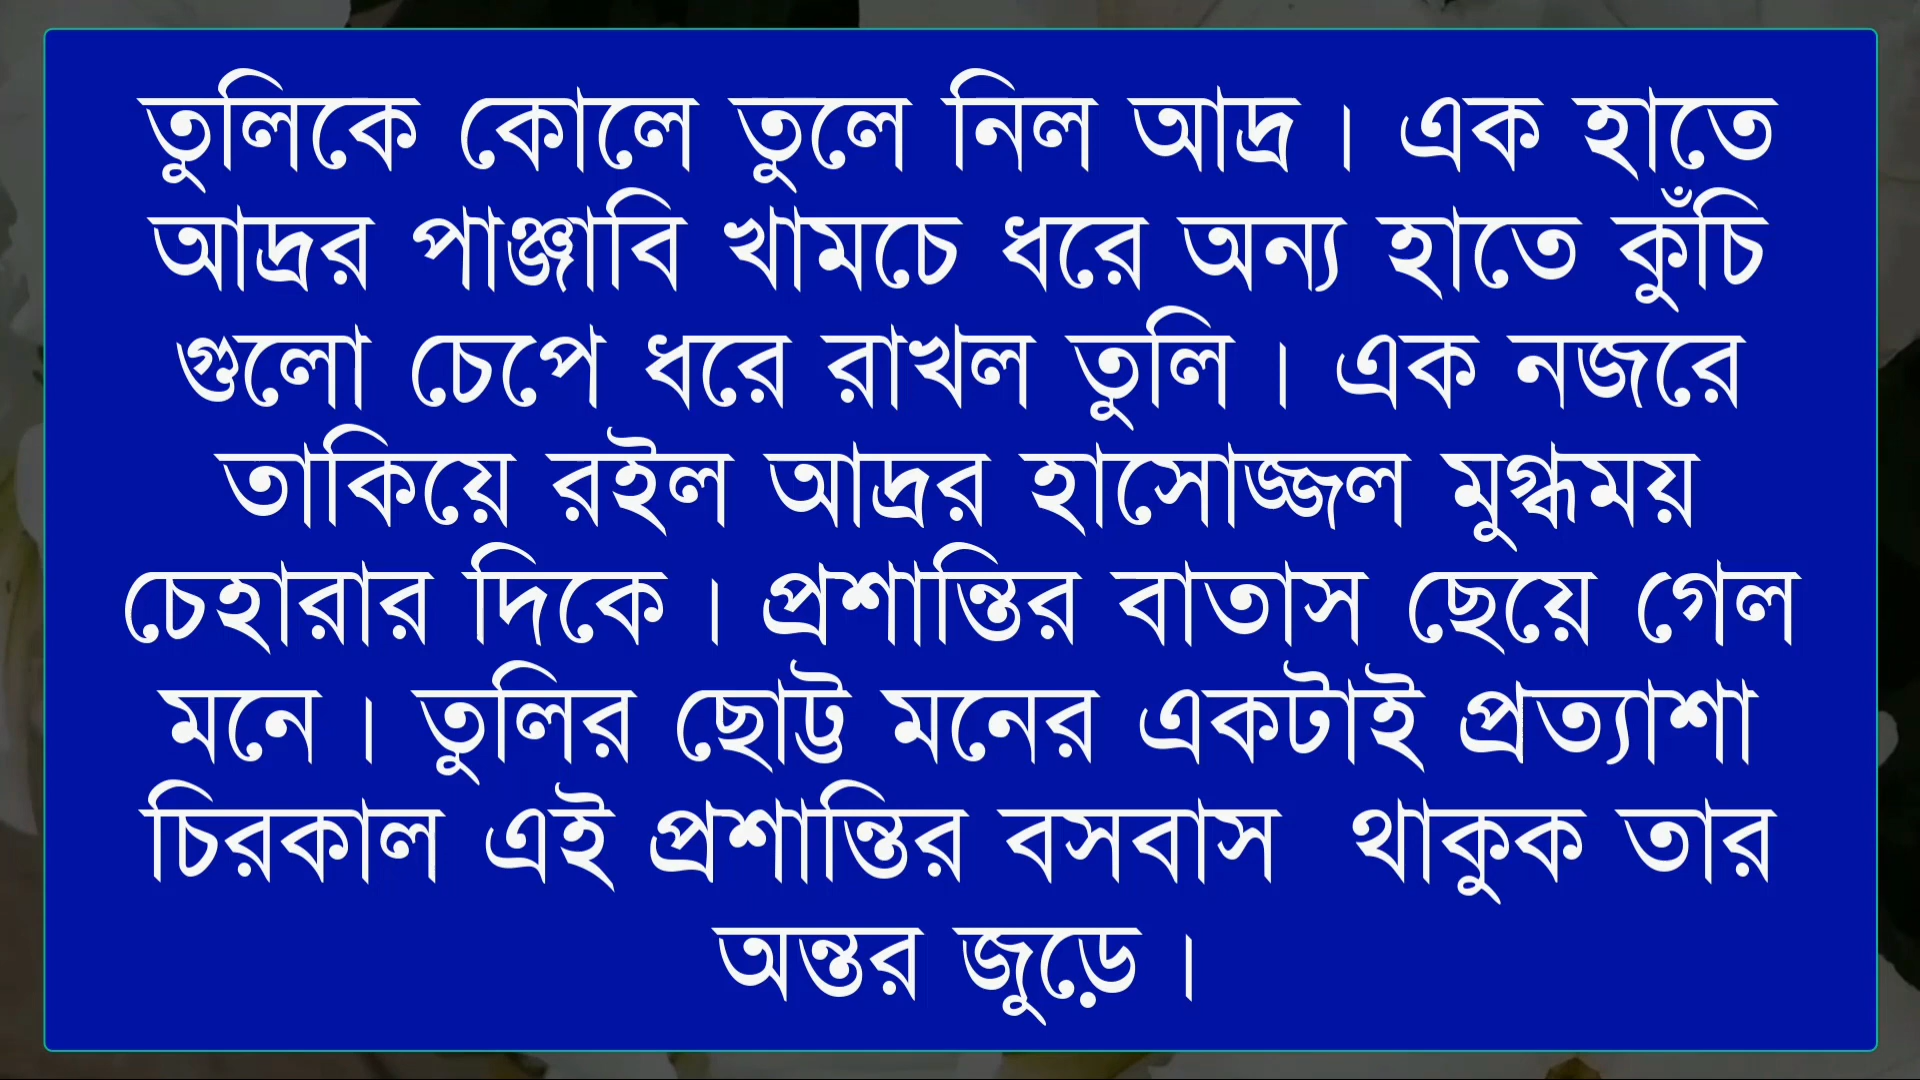 তুলিকে কোলে তুলে নিল আদ্র । এক হাতে
আদ্রর পাঞ্জাবি খামচে ধরে অন্য হাতে কুঁচি
গুলো চেপে ধরে রাখল তুলি । এক নজরে
তাকিয়ে রইল আদ্রর হাসোজ্জল মুগ্ধময়
চেহারার দিকে । প্রশান্তির বাতাস ছেয়ে গেল
মনে । তুলির ছোট্ট মনের একটাই প্রত্যাশা
চিরকাল এই প্রশান্তির বসবাস  থাকুক তার
অন্তর জুড়ে ।